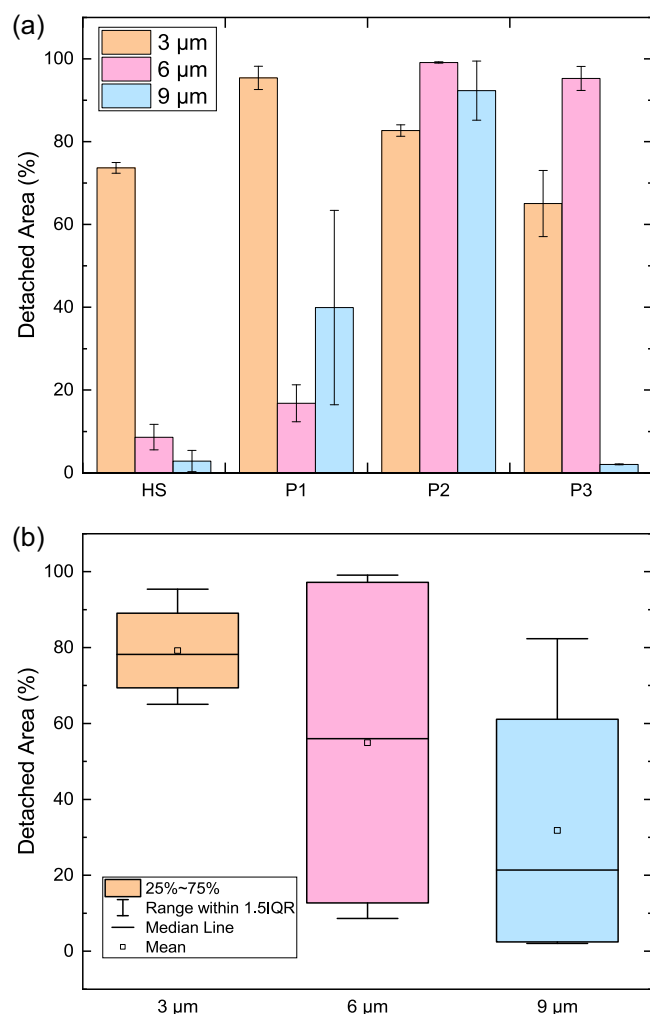 (a)
3 µm
6 µm
9 µm
Detached Area (%)
100
80
60
40
20
0
HS P1 P2 P3
(b)
Detached Area (%)
100
80
60
40
20
0
25%~75%
Range within 1.5IQR
Median Line
Mean
3 µm 6 µm 9 µm